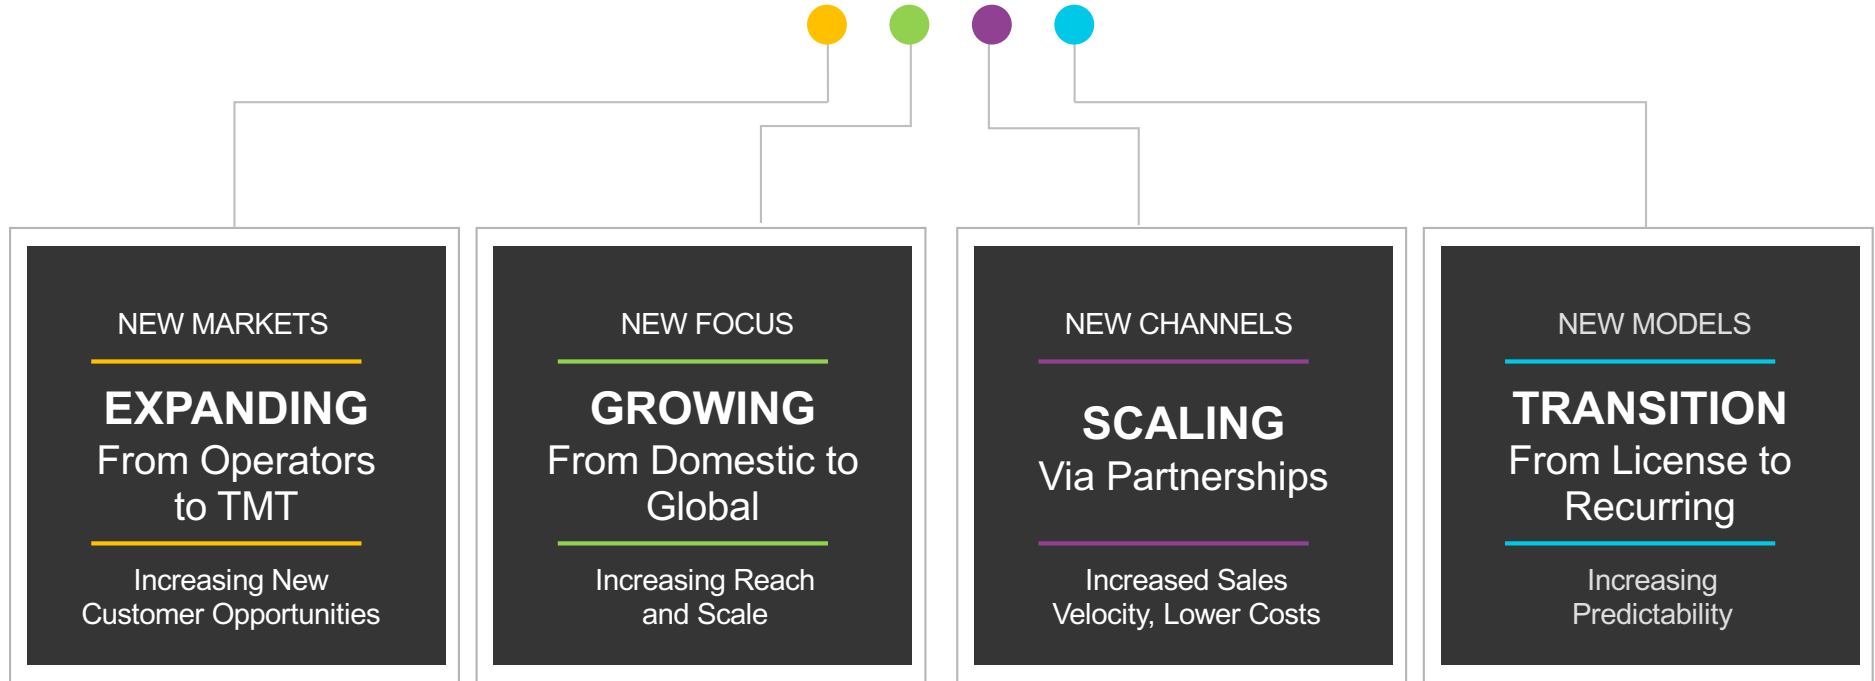 NEW MARKETS
EXPANDING
From Operators
to TMT
Increasing New
Customer Opportunities
NEW FOCUS
GROWING
From Domestic to
Global
Increasing Reach
and Scale
NEW CHANNELS
SCALING
Via Partnerships
Increased Sales
Velocity, Lower Costs
NEW MODELS
TRANSITION
From License to
Recurring
Increasing
Predictability